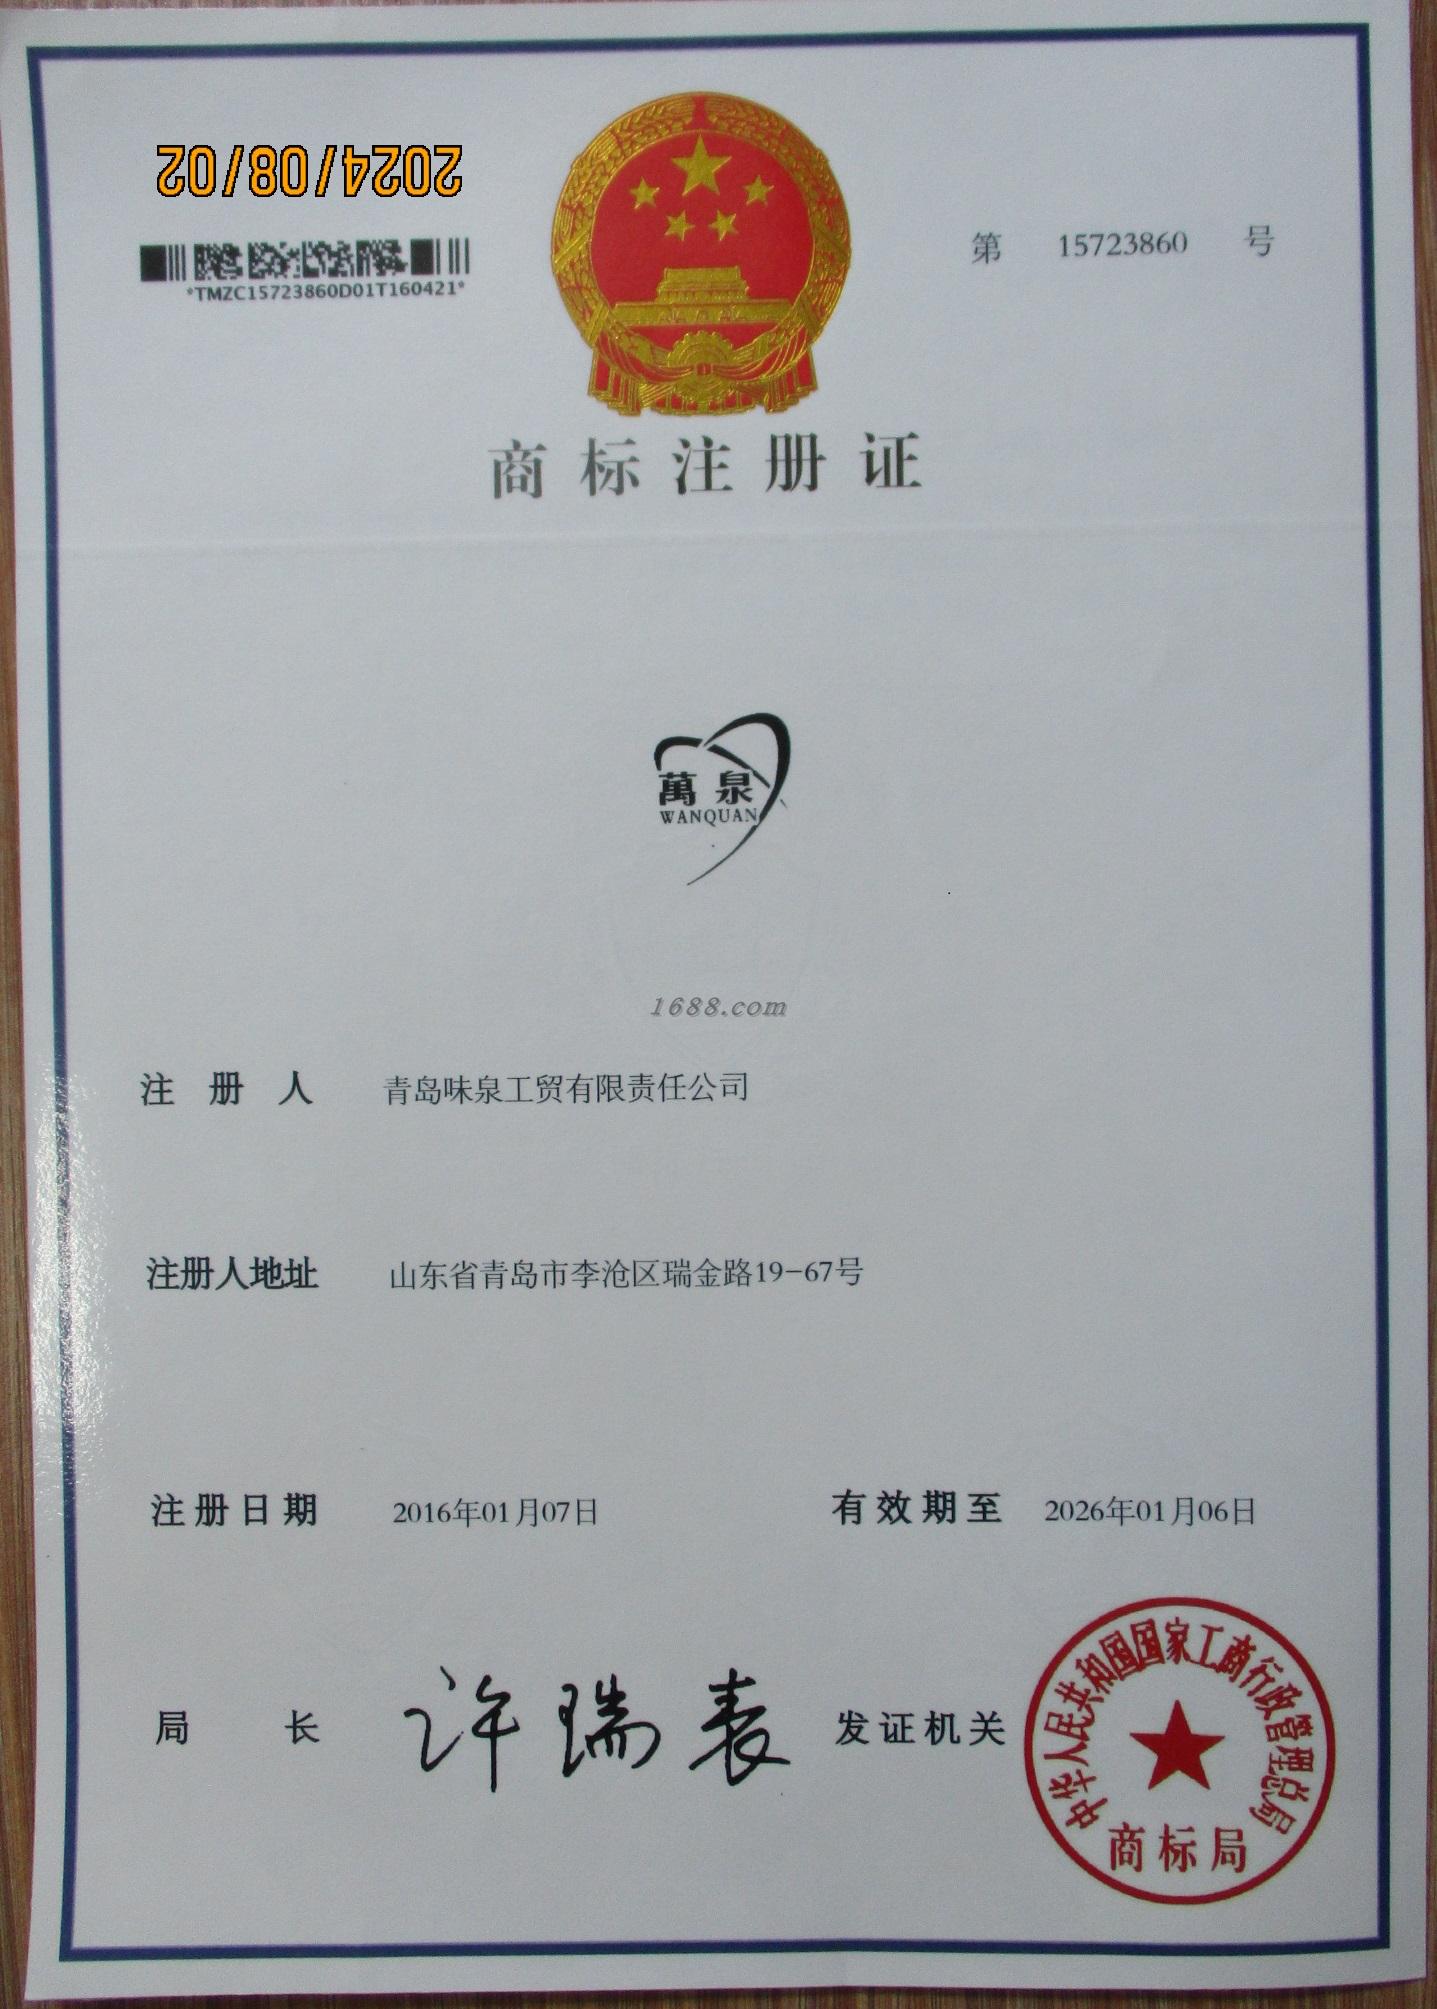 2024/08/02
*TMZC15723860D01T160421*
第 15723860 号
商标注册证
萬泉
WANQUAN
1688.com
注册人 青岛味泉工贸有限责任公司
注册人地址 山东省青岛市李沧区瑞金路19-67号
注册日期 2016年01月07日 有效期至 2026年01月06日
局长 许瑞表 发证机关
中华人民共和国国家工商行政管理总局
商标局